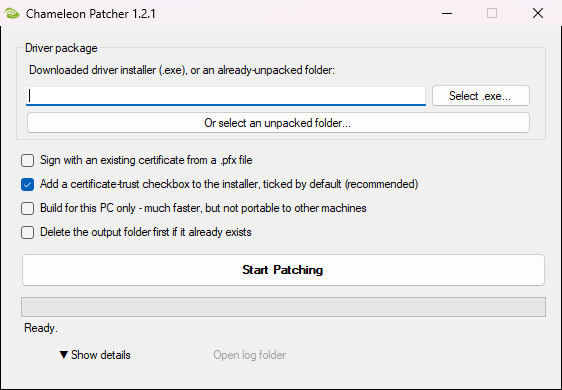 Chameleon Patcher 1.2.1
Driver package
Downloaded driver installer (.exe), or an already-unpacked folder:
Select .exe...
Or select an unpacked folder...
Sign with an existing certificate from a .pfx file
Add a certificate-trust checkbox to the installer, ticked by default (recommended)
Build for this PC only - much faster, but not portable to other machines
Delete the output folder first if it already exists
Start Patching
Ready.
▼ Show details
Open log folder